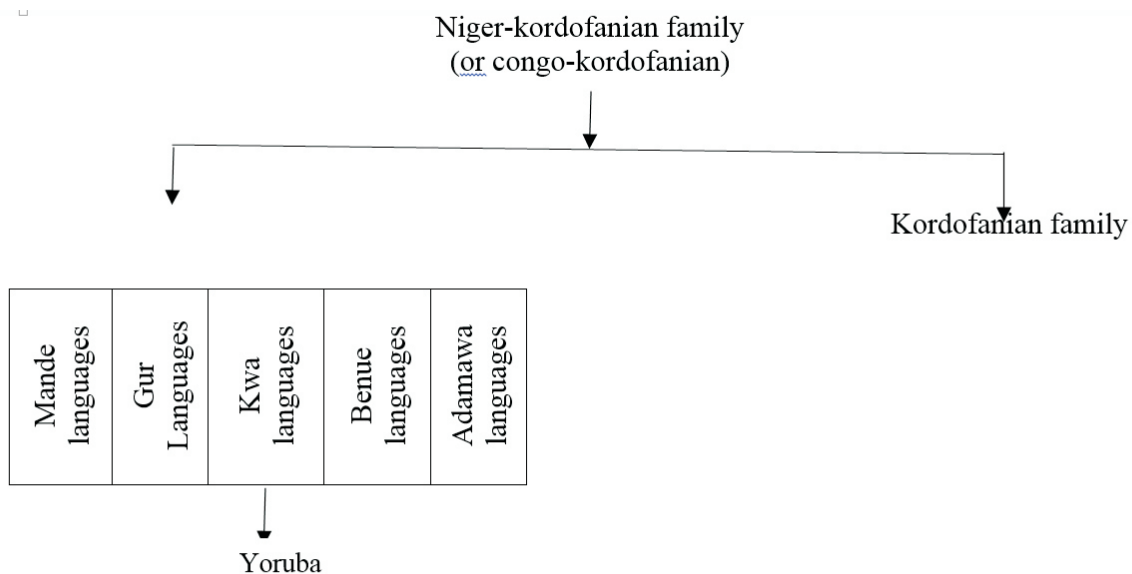 Niger-kordofanian family
(or congo-kordofanian)
Kordofanian family
Mande
languages
Gur
Languages
Kwa
languages
Benue
languages
Adamawa
languages
Yoruba